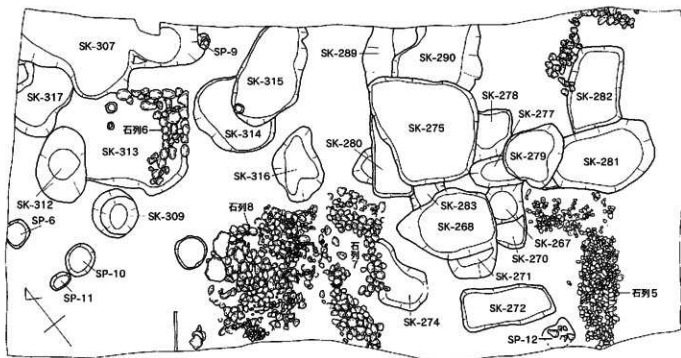 SK-307
SP-9
SK-289
SK-290
SK-315
SK-317
SK-278
SK-282
SK-277
石列6
SK-275
SK-314
SK-313
SK-280
SK-279
SK-281
SK-316
SK-312
SK-283
SP-6
SK-309
石列8
SK-268
SK-267
石列7
SK-270
SP-10
SK-271
SP-11
石列5
SK-274
SK-272
SP-12